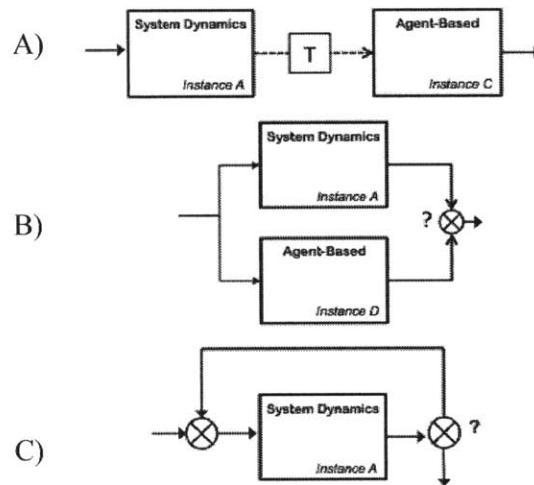 A)
System Dynamics
Instance A
T
Agent-Based
Instance C
B)
System Dynamics
Instance A
?
Agent-Based
Instance D
C)
System Dynamics
Instance A
?